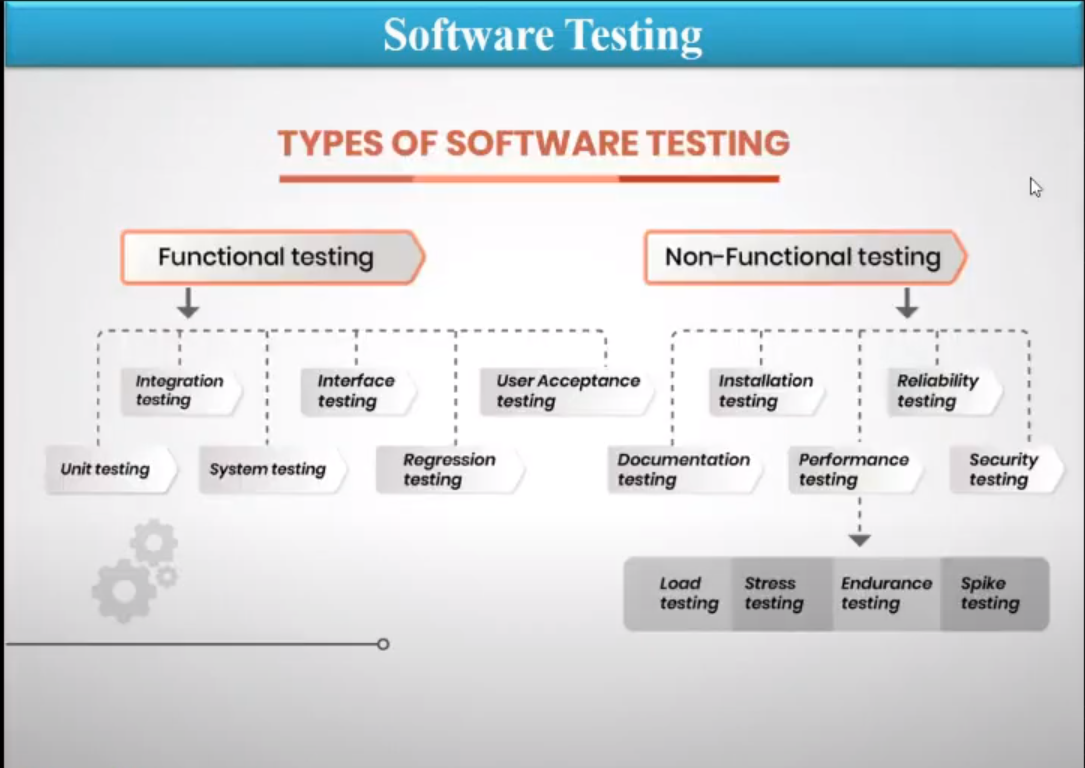 Software Testing
TYPES OF SOFTWARE TESTING
Functional testing
Non-Functional testing
Integration
testing
Interface
testing
User Acceptance
testing
Installation
testing
Reliability
testing
Unit testing
System testing
Regression
testing
Documentation
testing
Performance
testing
Security
testing
Load
testing
Stress
testing
Endurance
testing
Spike
testing